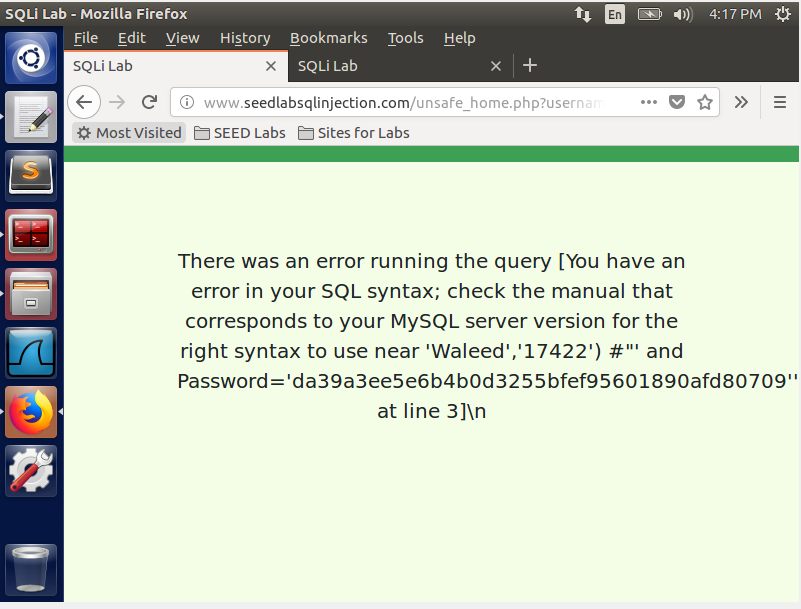 SQLi Lab - Mozilla Firefox En 4:17 PM
File Edit View History Bookmarks Tools Help
SQLi Lab SQLi Lab
www.seedlabsqlinjection.com/unsafe_home.php?usernam
Most Visited SEED Labs Sites for Labs
There was an error running the query [You have an
error in your SQL syntax; check the manual that
corresponds to your MySQL server version for the
right syntax to use near 'Waleed','17422') #"' and
Password='da39a3ee5e6b4b0d3255bfef95601890afd80709''
at line 3]\n